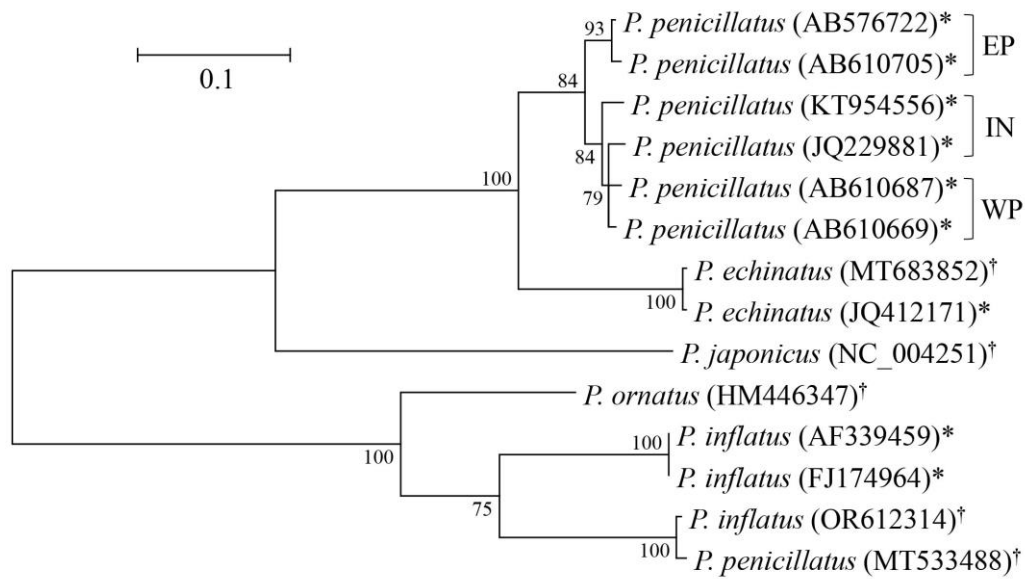 93 P. penicillatus (AB576722)* EP
0.1
P. penicillatus (AB610705)*
84
P. penicillatus (KT954556)* IN
84 P. penicillatus (JQ229881)*
100
79 P. penicillatus (AB610687)* WP
P. penicillatus (AB610669)*
P. echinatus (MT683852)†
100 P. echinatus (JQ412171)*
P. japonicus (NC_004251)†
P. ornatus (HM446347)†
100 P. inflatus (AF339459)*
100
P. inflatus (FJ174964)*
75 P. inflatus (OR612314)†
100 P. penicillatus (MT533488)†